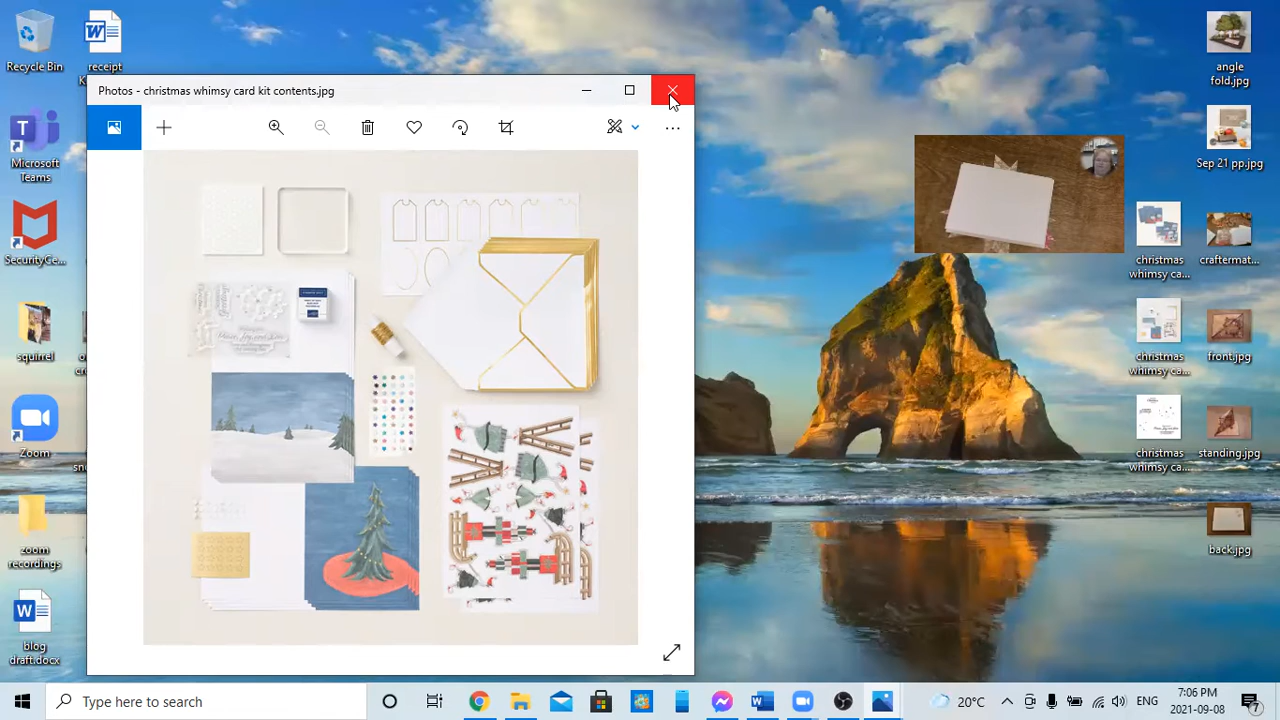 Recycle Bin
receipt
Microsoft
Teams
SecurityCe...
squirrel
Zoom
zoom
recordings
blog
draft.docx
Photos - christmas whimsy card kit contents.jpg
angle
fold.jpg
Sep 21 pp.jpg
christmas
whimsy ca...
craftermat...
christmas
whimsy ca...
front.jpg
christmas
whimsy ca...
standing.jpg
back.jpg
Type here to search
20°C
ENG
7:06 PM
2021-09-08
7